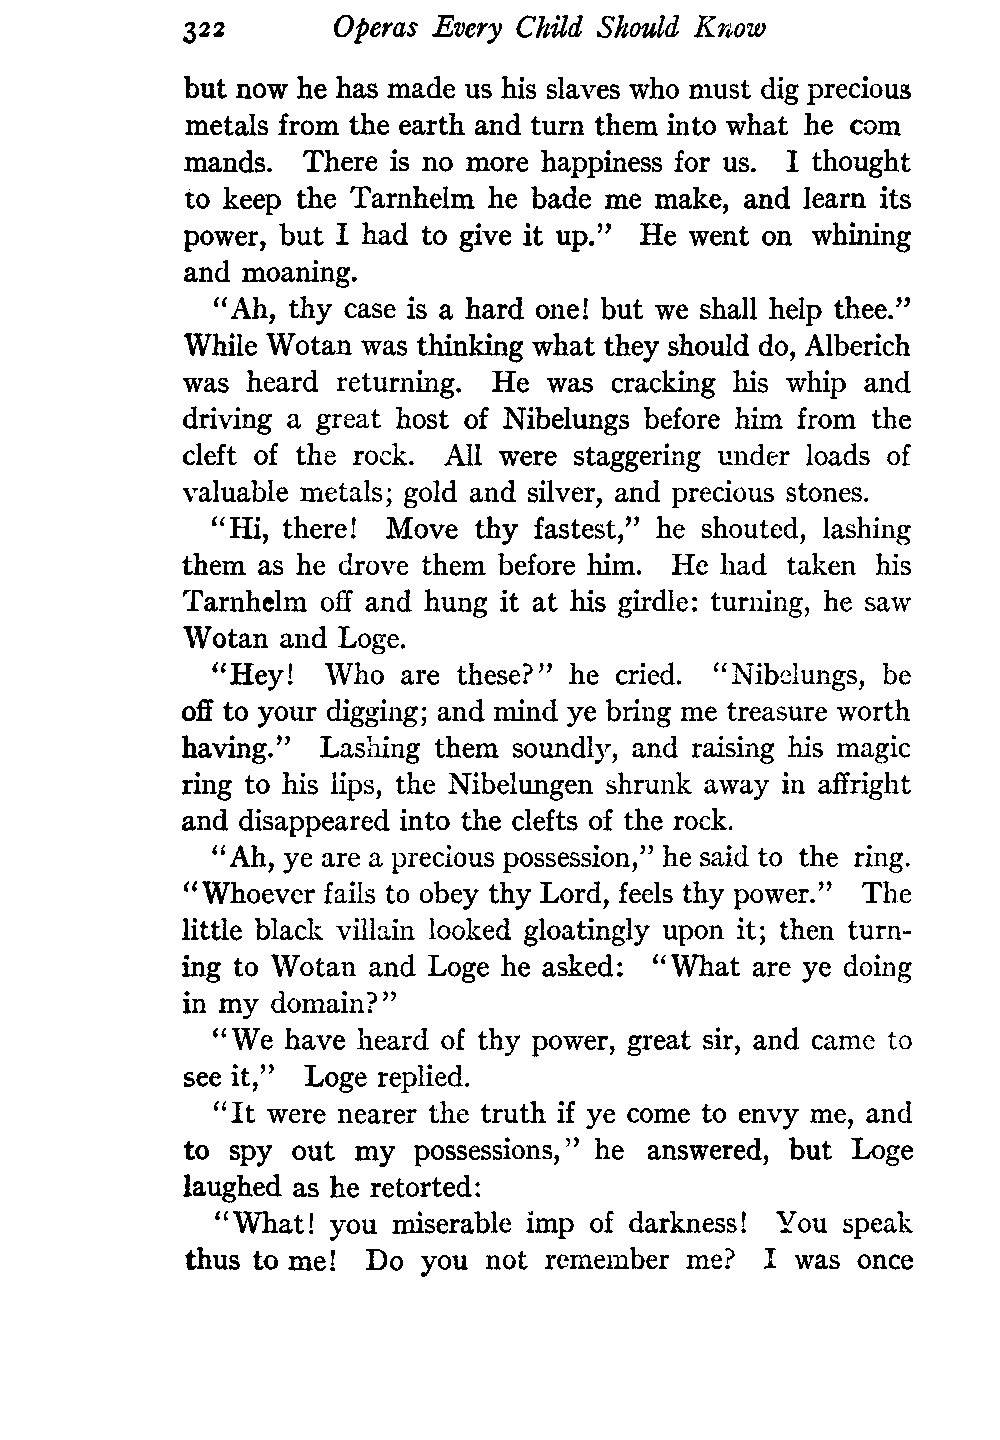 322 Operas Every Child Should Know
but now he has made us his slaves who must dig precious
metals from the earth and turn them into what he com
mands. There is no more happiness for us. I thought
to keep the Tarnhelm he bade me make, and learn its
power, but I had to give it up." He went on whining
and moaning.
"Ah, thy case is a hard one! but we shall help thee."
While Wotan was thinking what they should do, Alberich
was heard returning. He was cracking his whip and
driving a great host of Nibelungs before him from the
cleft of the rock. All were staggering under loads of
valuable metals; gold and silver, and precious stones.
"Hi, there! Move thy fastest," he shouted, lashing
them as he drove them before him. He had taken his
Tarnhelm off and hung it at his girdle: turning, he saw
Wotan and Loge.
"Hey! Who are these?" he cried. "Nibelungs, be
off to your digging; and mind ye bring me treasure worth
having." Lashing them soundly, and raising his magic
ring to his lips, the Nibelungen shrunk away in affright
and disappeared into the clefts of the rock.
"Ah, ye are a precious possession," he said to the ring.
"Whoever fails to obey thy Lord, feels thy power." The
little black villain looked gloatingly upon it; then turn-
ing to Wotan and Loge he asked: "What are ye doing
in my domain?"
"We have heard of thy power, great sir, and came to
see it," Loge replied.
"It were nearer the truth if ye come to envy me, and
to spy out my possessions," he answered, but Loge
laughed as he retorted:
"What! you miserable imp of darkness! You speak
thus to me! Do you not remember me? I was once